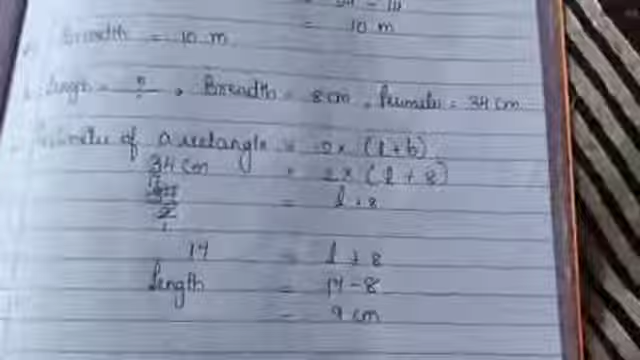 = 10 m
Breadth = 10 m
Length = ?, Breadth = 8 cm, Perimeter = 34 cm
Perimeter of a rectangle = 2 × (l + b)
34 cm = 2 × (l + 8)
= l + 8
2
17 = l + 8
Length = 17 - 8
= 9 cm